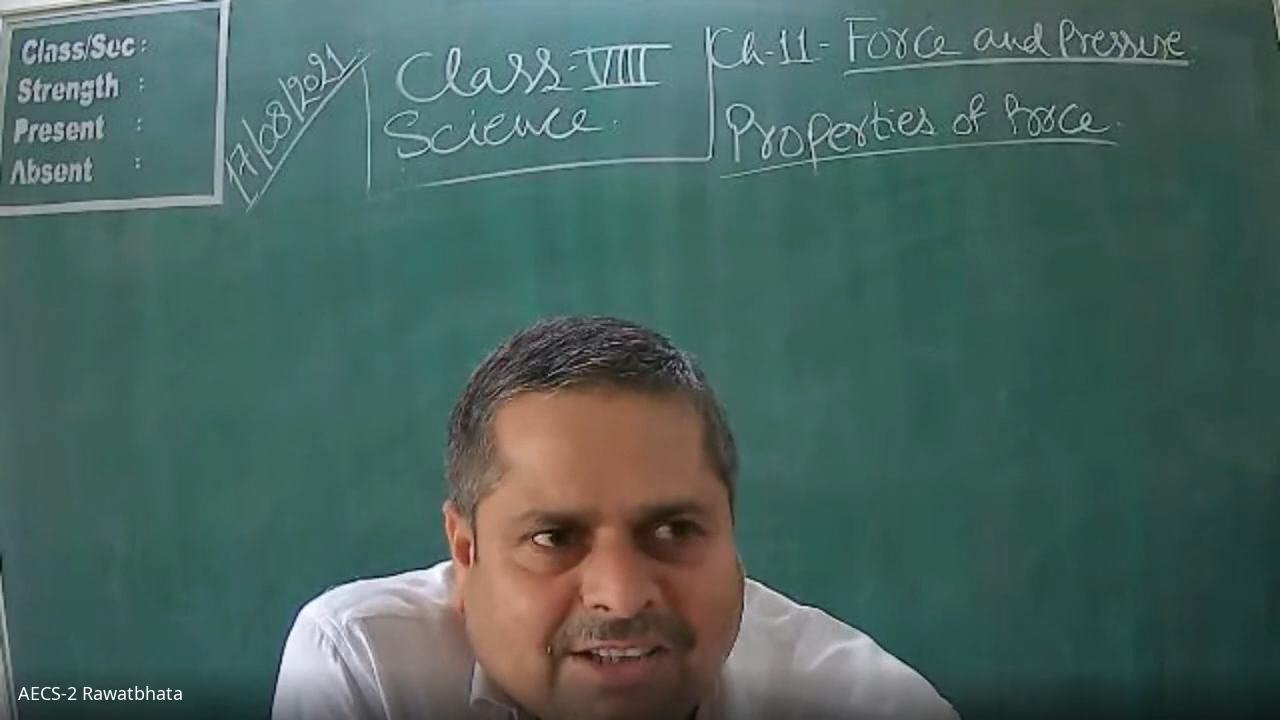 Class/Sec :
Strength :
Present :
Absent :
17/08/2021
Class-VIII
Science.
Ch-11- Force and Pressure
Properties of Force.
AECS-2 Rawatbhata